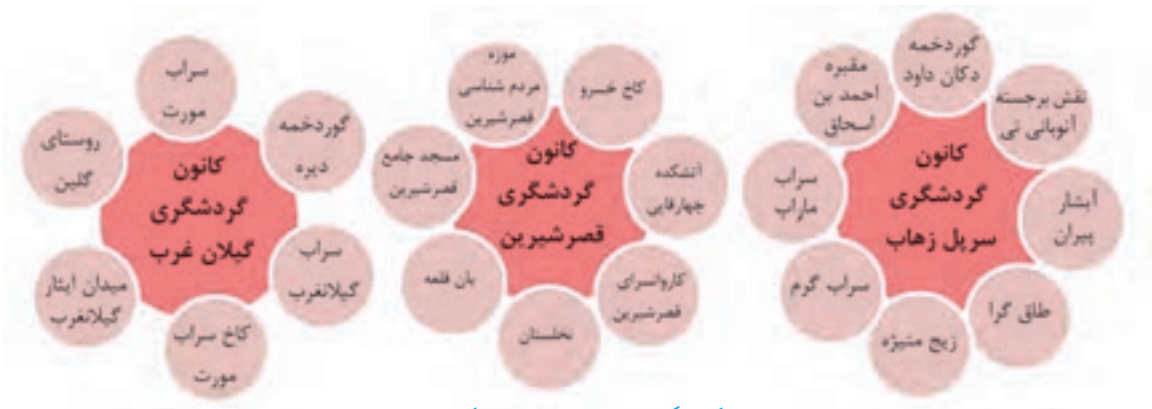 گوردخمه
دکان داود
نقش برجسته
آنوبانی نی
آبشار
پیران
طاق گرا
زیج منیژه
سراب گرم
سراب
ماراب
مقبره
احمد بن
اسحاق
کانون
گردشگری
سرپل زهاب
کاخ خسرو
آتشکده
چهارقاپی
کاروانسرای
قصرشیرین
نخلستان
بان قلعه
مسجد جامع
قصرشیرین
موزه
مردم شناسی
قصرشیرین
کانون
گردشگری
قصرشیرین
سراب
مورت
گوردخمه
دیره
سراب
گیلانغرب
کاخ سراب
مورت
میدان ایثار
گیلانغرب
روستای
گلین
کانون
گردشگری
گیلان غرب